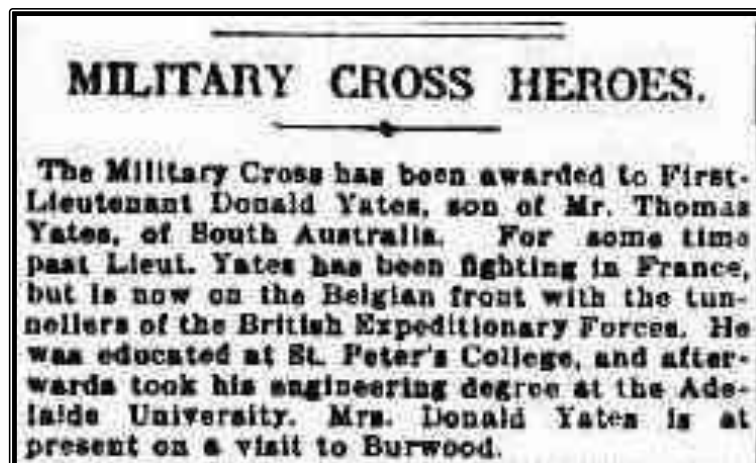 MILITARY CROSS HEROES.
The Military Cross has been awarded to First-
Lieutenant Donald Yates, son of Mr. Thomas
Yates, of South Australia. For some time
past Lieut. Yates has been fighting in France,
but is now on the Belgian front with the tun-
nellers of the British Expeditionary Forces. He
was educated at St. Peter's College, and after-
wards took his engineering degree at the Ade-
laide University. Mrs. Donald Yates is at
present on a visit to Burwood.